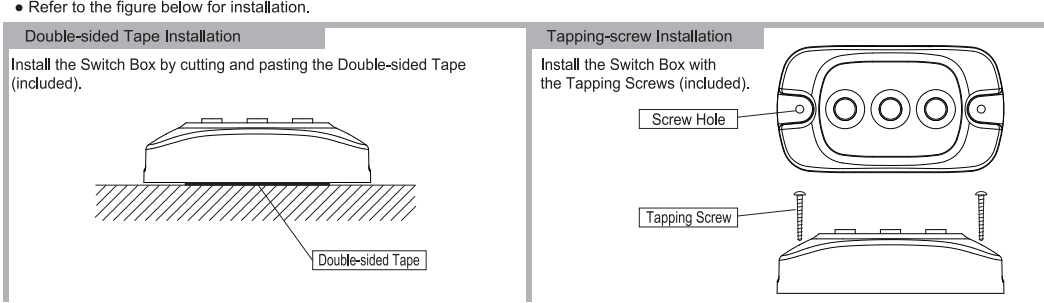 ● Refer to the figure below for installation.
Double-sided Tape Installation
Install the Switch Box by cutting and pasting the Double-sided Tape
(included).
Double-sided Tape
Tapping-screw Installation
Install the Switch Box with
the Tapping Screws (included).
Screw Hole
Tapping Screw